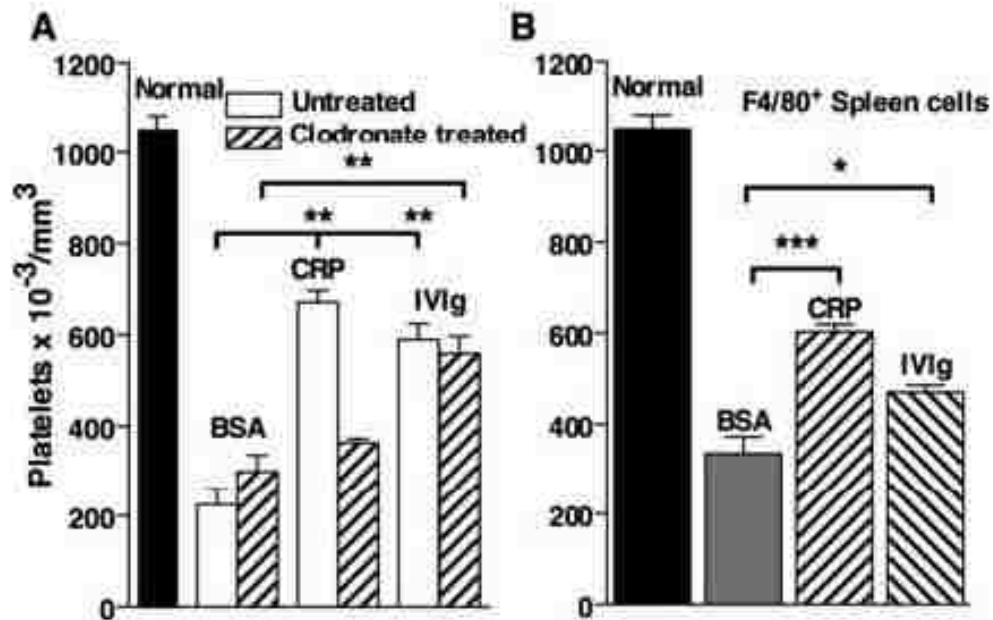 A
1200
1000
800
600
400
200
0
Platelets x 10⁻³/mm³
Normal
Untreated
Clodronate treated
**
** **
CRP
IVIg
BSA
B
1200
1000
800
600
400
200
0
Normal
F4/80⁺ Spleen cells
*
***
CRP
IVIg
BSA